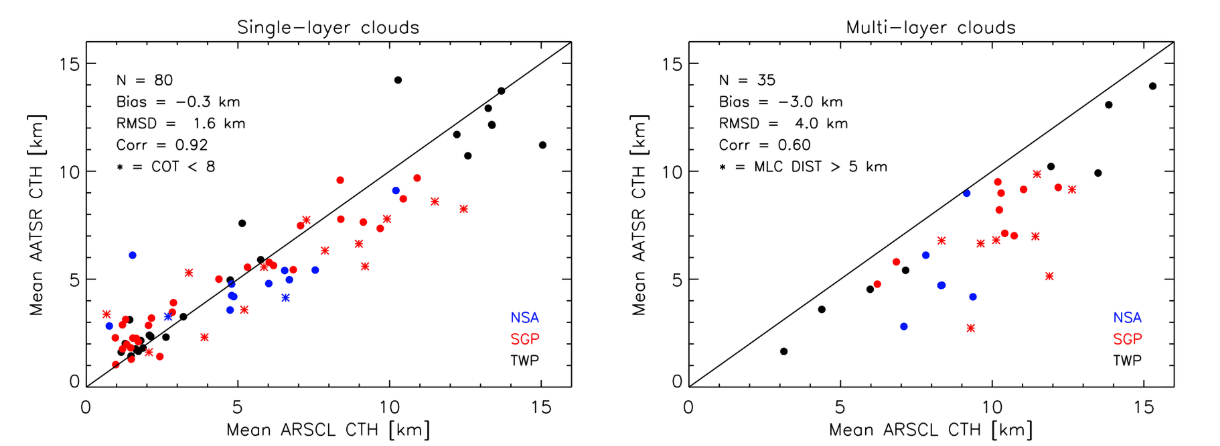 Single-layer clouds
15
10
5
0
N = 80
Bias = -0.3 km
RMSD = 1.6 km
Corr = 0.92
* = COT < 8
NSA
SGP
TWP
0 5 10 15
Mean ARSCL CTH [km]
Mean AATSR CTH [km]
Multi-layer clouds
15
10
5
0
N = 35
Bias = -3.0 km
RMSD = 4.0 km
Corr = 0.60
* = MLC DIST > 5 km
NSA
SGP
TWP
0 5 10 15
Mean ARSCL CTH [km]
Mean AATSR CTH [km]